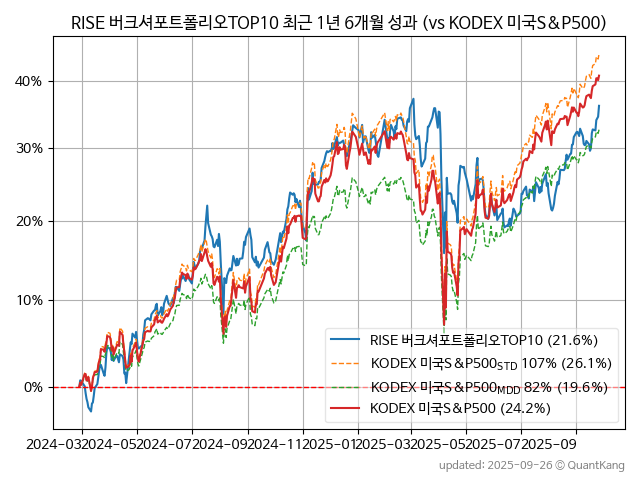 RISE 버크셔포트폴리오TOP10 최근 1년 6개월 성과 (vs KODEX 미국S&P500)
40%
30%
20%
10%
0%
RISE 버크셔포트폴리오TOP10 (21.6%)
KODEX 미국S&P500STD 107% (26.1%)
KODEX 미국S&P500MDD 82% (19.6%)
KODEX 미국S&P500 (24.2%)
2024-03 2024-05 2024-07 2024-09 2024-11 2025-01 2025-03 2025-05 2025-07 2025-09
updated: 2025-09-26 © QuantKang